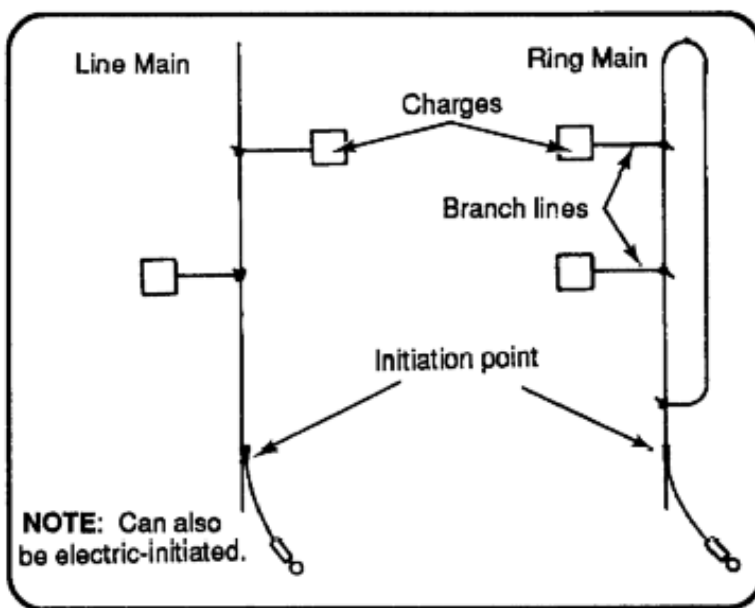 Line Main
Ring Main
Charges
Branch lines
Initiation point
NOTE: Can also
be electric-initiated.